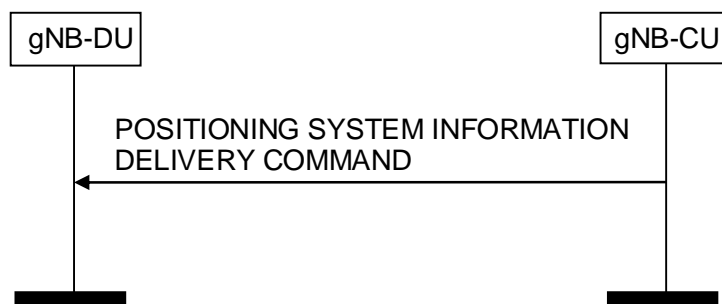 gNB-DU
gNB-CU
POSITIONING SYSTEM INFORMATION
DELIVERY COMMAND